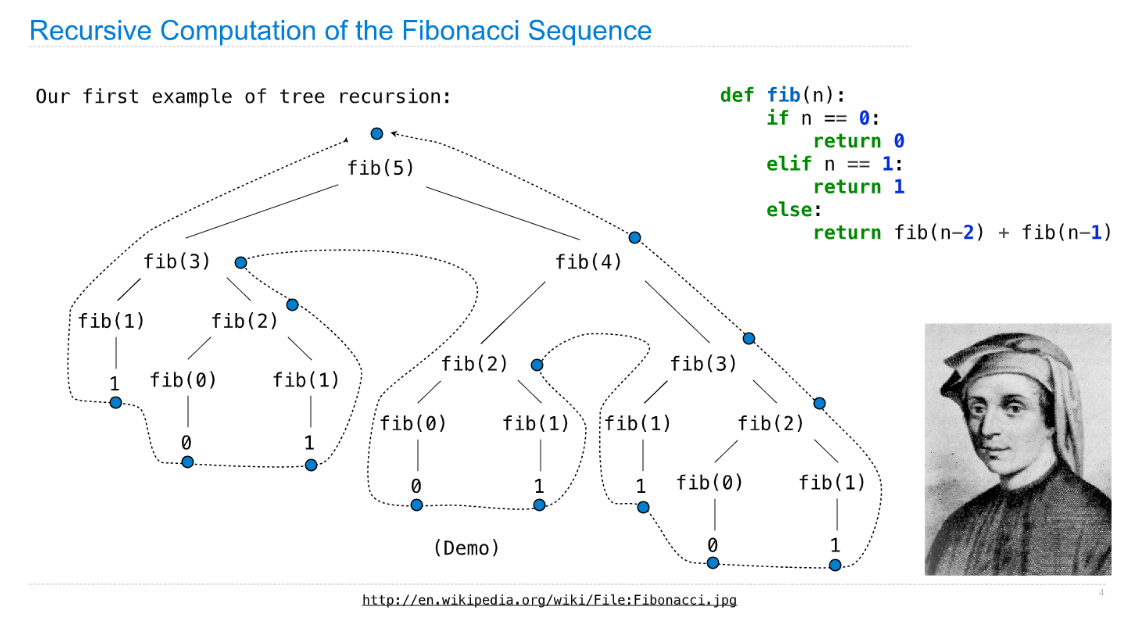 Recursive Computation of the Fibonacci Sequence
Our first example of tree recursion:
def fib(n):
    if n == 0:
        return 0
    elif n == 1:
        return 1
    else:
        return fib(n-2) + fib(n-1)
fib(5)
fib(3)
fib(4)
fib(1)
fib(2)
fib(2)
fib(3)
1
fib(0)
fib(1)
fib(0)
fib(1)
fib(1)
fib(2)
0
1
0
1
1
fib(0)
fib(1)
0
1
(Demo)
http://en.wikipedia.org/wiki/File:Fibonacci.jpg
4